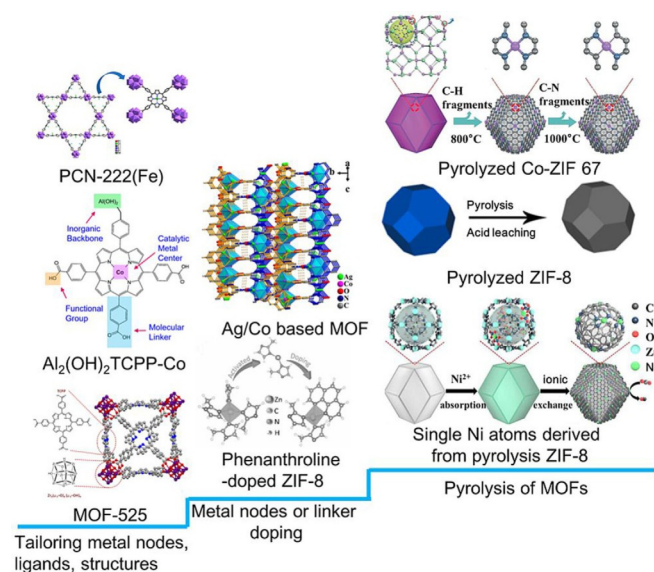 PCN-222(Fe)
Al(OH)2
Inorganic
Backbone
Catalytic
Metal
Center
Co
HO
OH
Functional
Group
Molecular
Linker
Al2(OH)2TCPP-Co
MOF-525
Tailoring metal nodes,
ligands, structures
b
c
Ag
Co
O
N
C
Ag/Co based MOF
Doping
Zn
C
N
H
Phenanthroline
-doped ZIF-8
Metal nodes or linker
doping
C-H
fragments
800°C
C-N
fragments
1000°C
Pyrolyzed Co-ZIF 67
Pyrolysis
Acid leaching
Pyrolyzed ZIF-8
Ni2+
absorption
ionic
exchange
C
N
O
Z
N
Single Ni atoms derived
from pyrolysis ZIF-8
Pyrolysis of MOFs